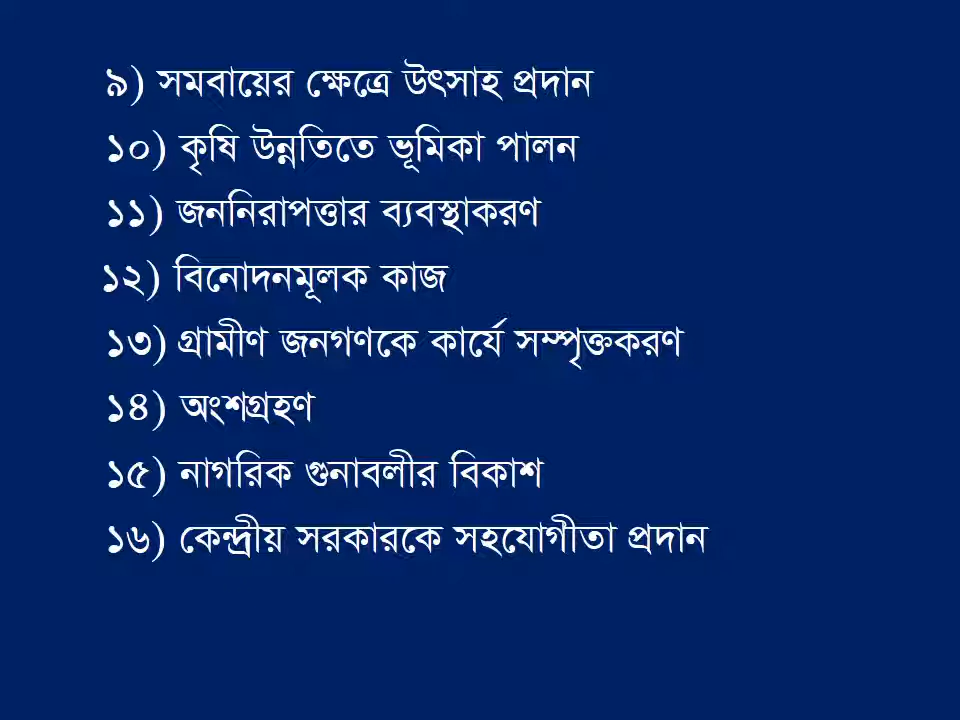 ৯) সমবায়ের ক্ষেত্রে উৎসাহ প্রদান
১০) কৃষি উন্নতিতে ভূমিকা পালন
১১) জননিরাপত্তার ব্যবস্থাকরণ
১২) বিনোদনমূলক কাজ
১৩) গ্রামীণ জনগণকে কার্যে সম্পৃক্তকরণ
১৪) অংশগ্রহণ
১৫) নাগরিক গুনাবলীর বিকাশ
১৬) কেন্দ্রীয় সরকারকে সহযোগীতা প্রদান